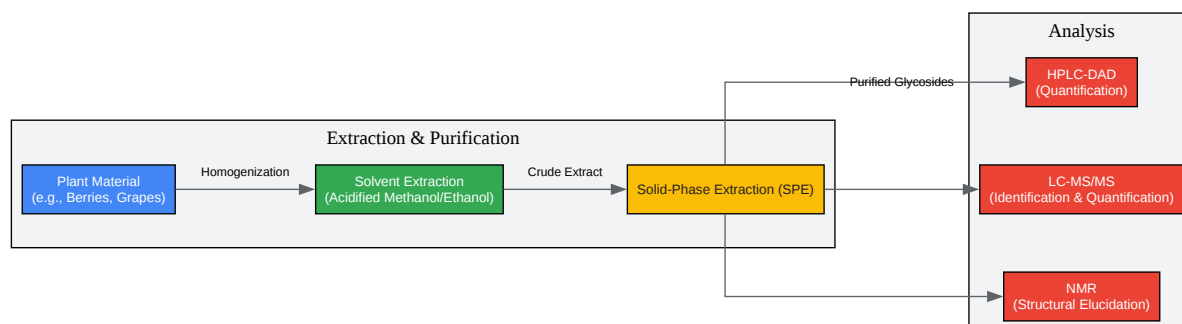 Analysis
HPLC-DAD
(Quantification)
Purified Glycosides
Extraction & Purification
Plant Material
(e.g., Berries, Grapes)
Homogenization
Solvent Extraction
(Acidified Methanol/Ethanol)
Crude Extract
Solid-Phase Extraction (SPE)
LC-MS/MS
(Identification & Quantification)
NMR
(Structural Elucidation)